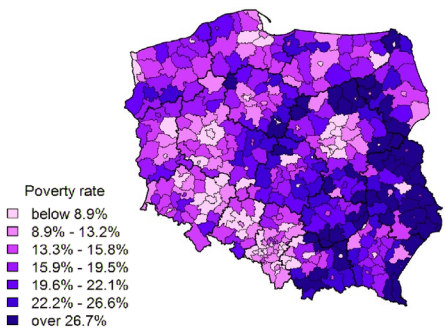 Poverty rate
below 8.9%
8.9% - 13.2%
13.3% - 15.8%
15.9% - 19.5%
19.6% - 22.1%
22.2% - 26.6%
over 26.7%